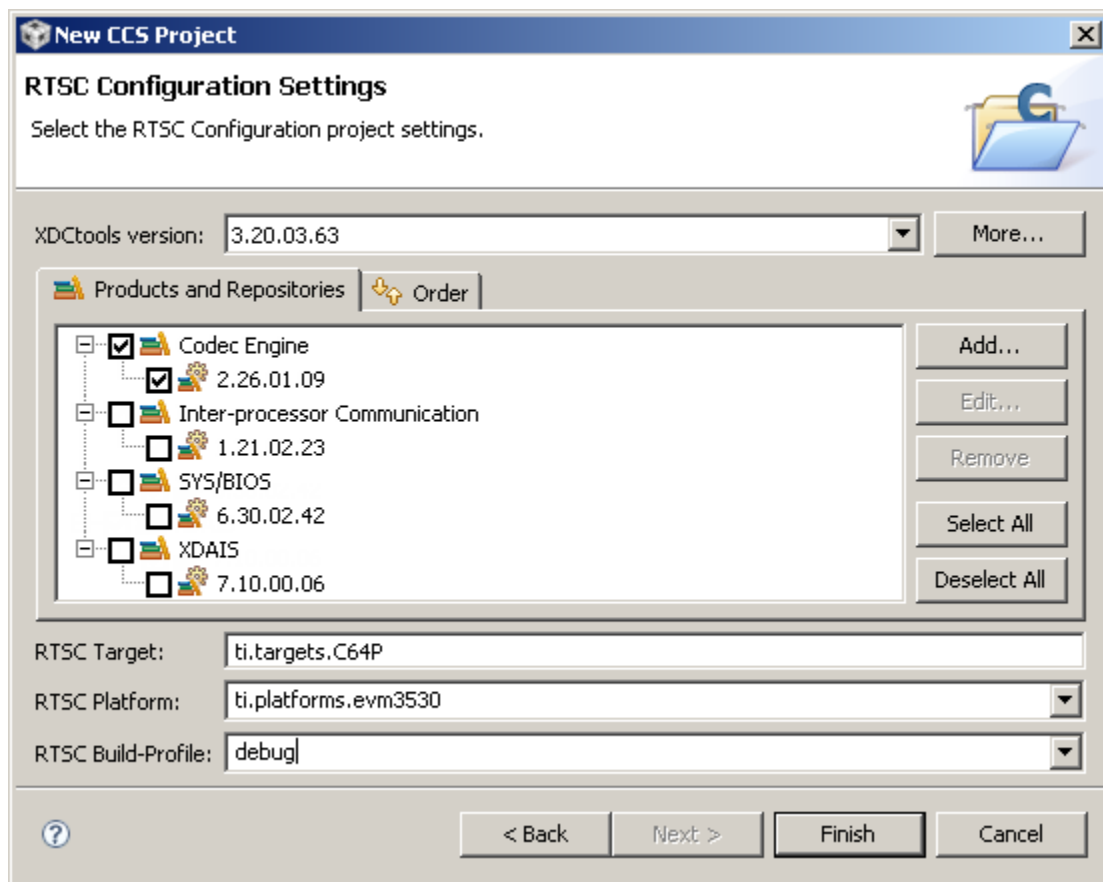 New CCS Project
RTSC Configuration Settings
Select the RTSC Configuration project settings.
XDCtools version: 3.20.03.63 More...
Products and Repositories Order
Codec Engine
2.26.01.09
Inter-processor Communication
1.21.02.23
SYS/BIOS
6.30.02.42
XDAIS
7.10.00.06
Add...
Edit...
Remove
Select All
Deselect All
RTSC Target: ti.targets.C64P
RTSC Platform: ti.platforms.evm3530
RTSC Build-Profile: debug
< Back Next > Finish Cancel